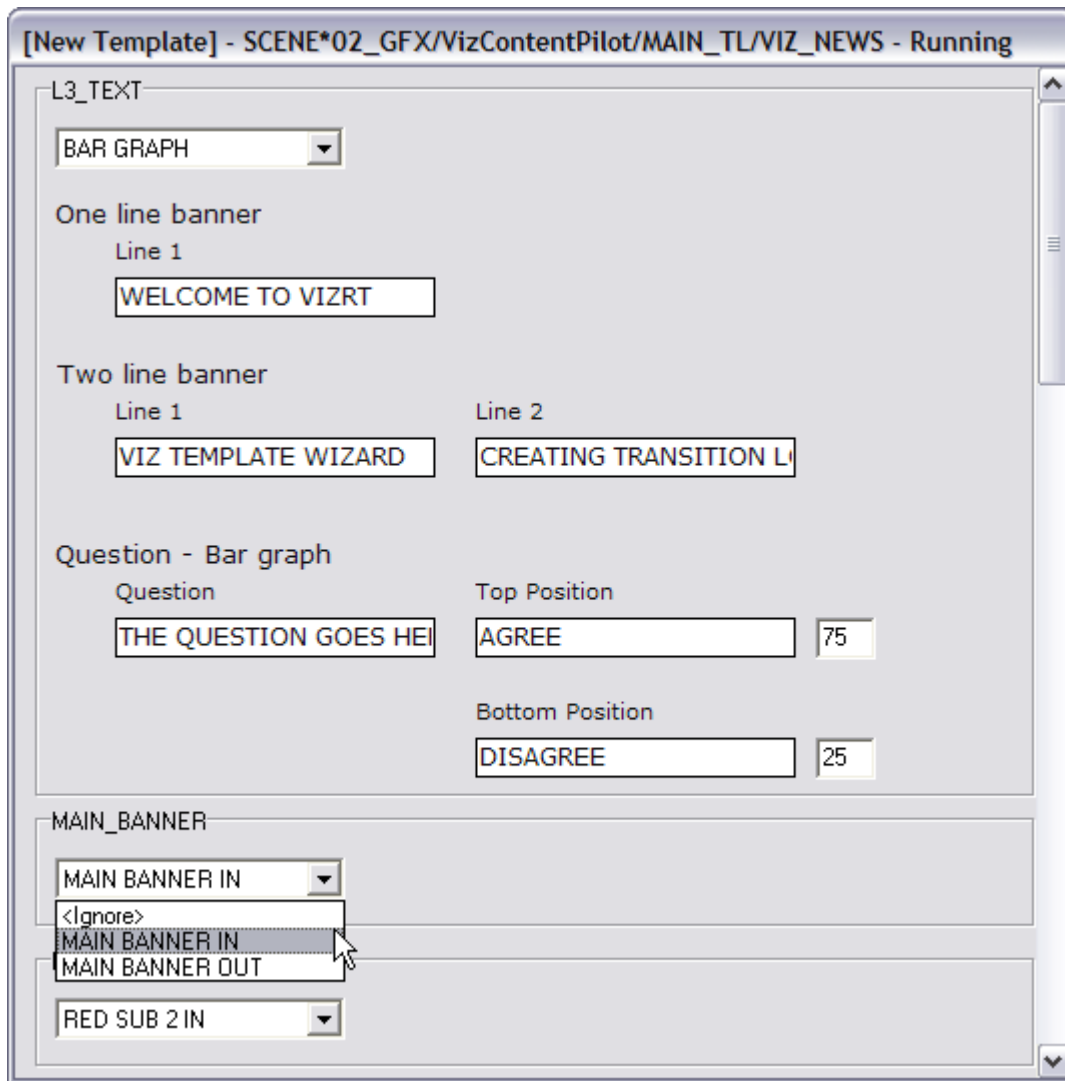 [New Template] - SCENE*02_GFX/VizContentPilot/MAIN_TL/VIZ_NEWS - Running
L3_TEXT
BAR GRAPH
One line banner
Line 1
WELCOME TO VIZRT
Two line banner
Line 1 Line 2
VIZ TEMPLATE WIZARD CREATING TRANSITION
Question - Bar graph
Question Top Position
THE QUESTION GOES AGREE 75
Bottom Position
DISAGREE 25
MAIN_BANNER
MAIN BANNER IN
<Ignore>
MAIN BANNER IN
MAIN BANNER OUT
RED SUB 2 IN